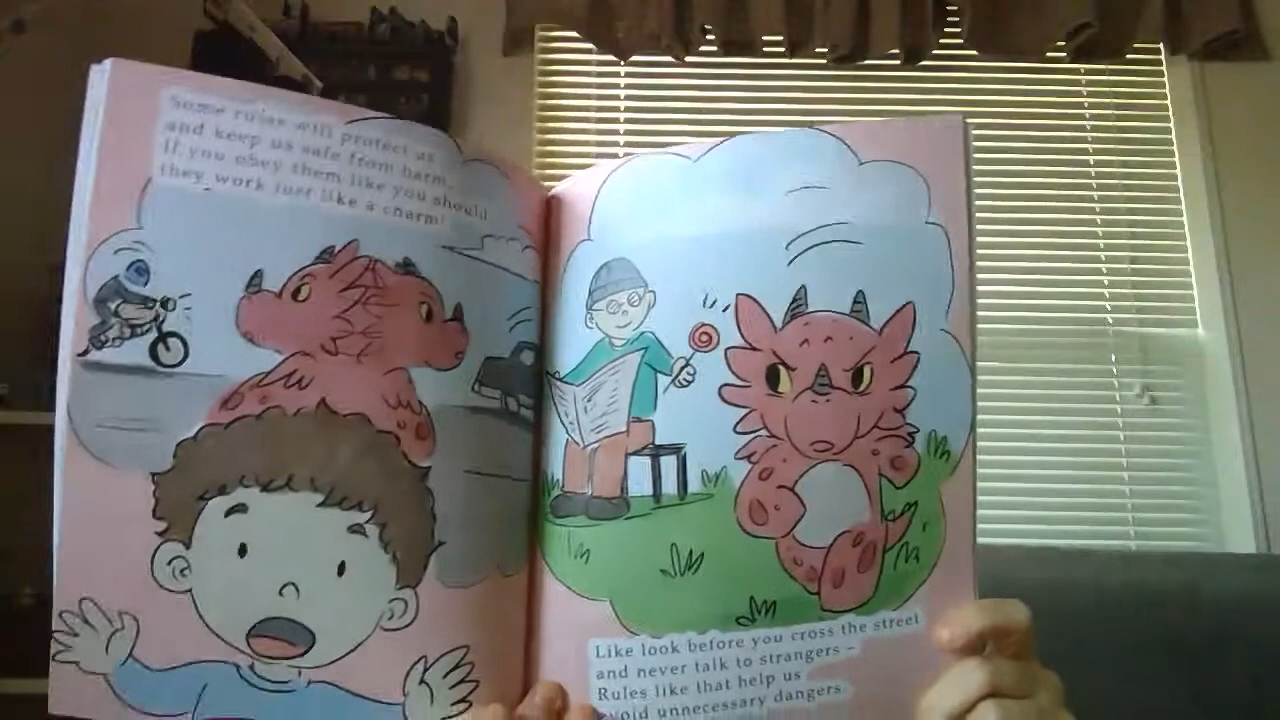 Some rules will protect us
and keep us safe from harm.
If you obey them like you should
they work just like a charm!
Like look before you cross the street
and never talk to strangers –
Rules like that help us
avoid unnecessary dangers.